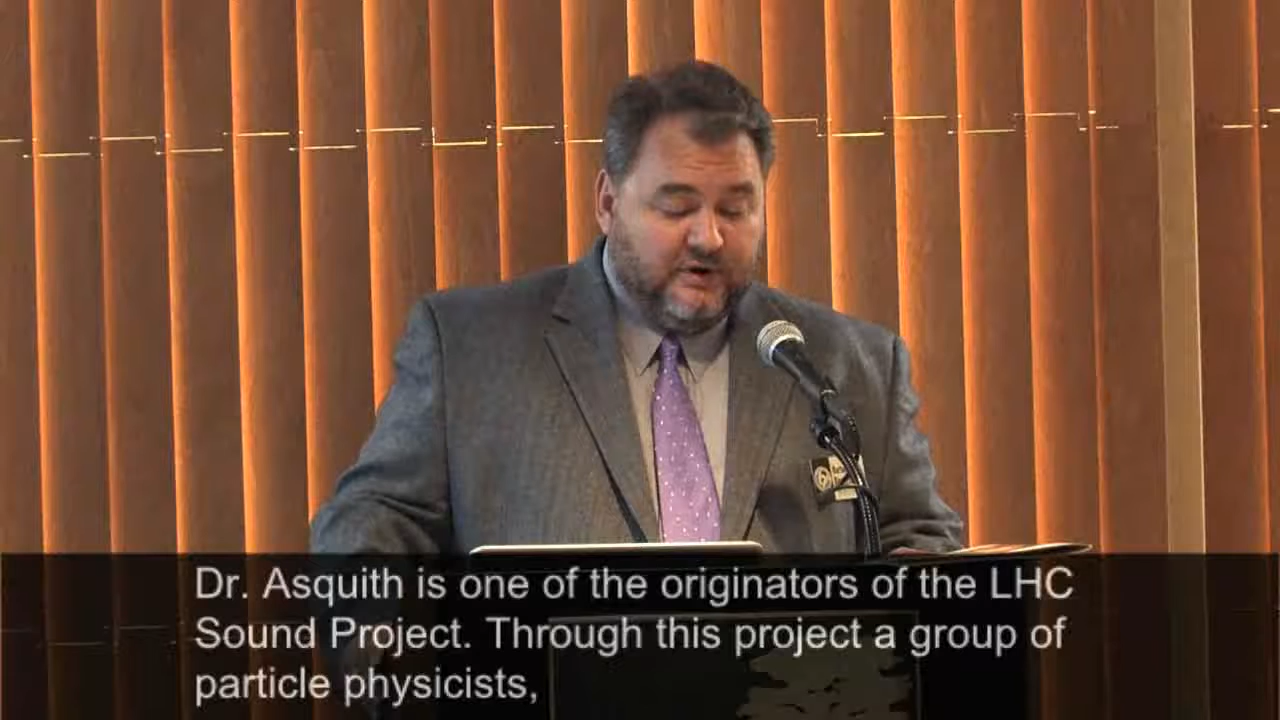 Dr. Asquith is one of the originators of the LHC
Sound Project. Through this project a group of
particle physicists,